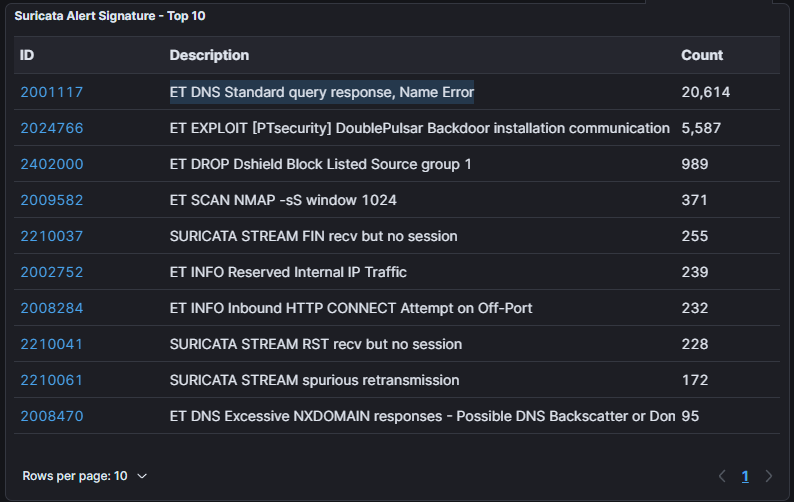 Suricata Alert Signature - Top 10
ID Description Count
2001117 ET DNS Standard query response, Name Error 20,614
2024766 ET EXPLOIT [PTsecurity] DoublePulsar Backdoor installation communication 5,587
2402000 ET DROP Dshield Block Listed Source group 1 989
2009582 ET SCAN NMAP -sS window 1024 371
2210037 SURICATA STREAM FIN recv but no session 255
2002752 ET INFO Reserved Internal IP Traffic 239
2008284 ET INFO Inbound HTTP CONNECT Attempt on Off-Port 232
2210041 SURICATA STREAM RST recv but no session 228
2210061 SURICATA STREAM spurious retransmission 172
2008470 ET DNS Excessive NXDOMAIN responses - Possible DNS Backscatter or Don 95
Rows per page: 10 1